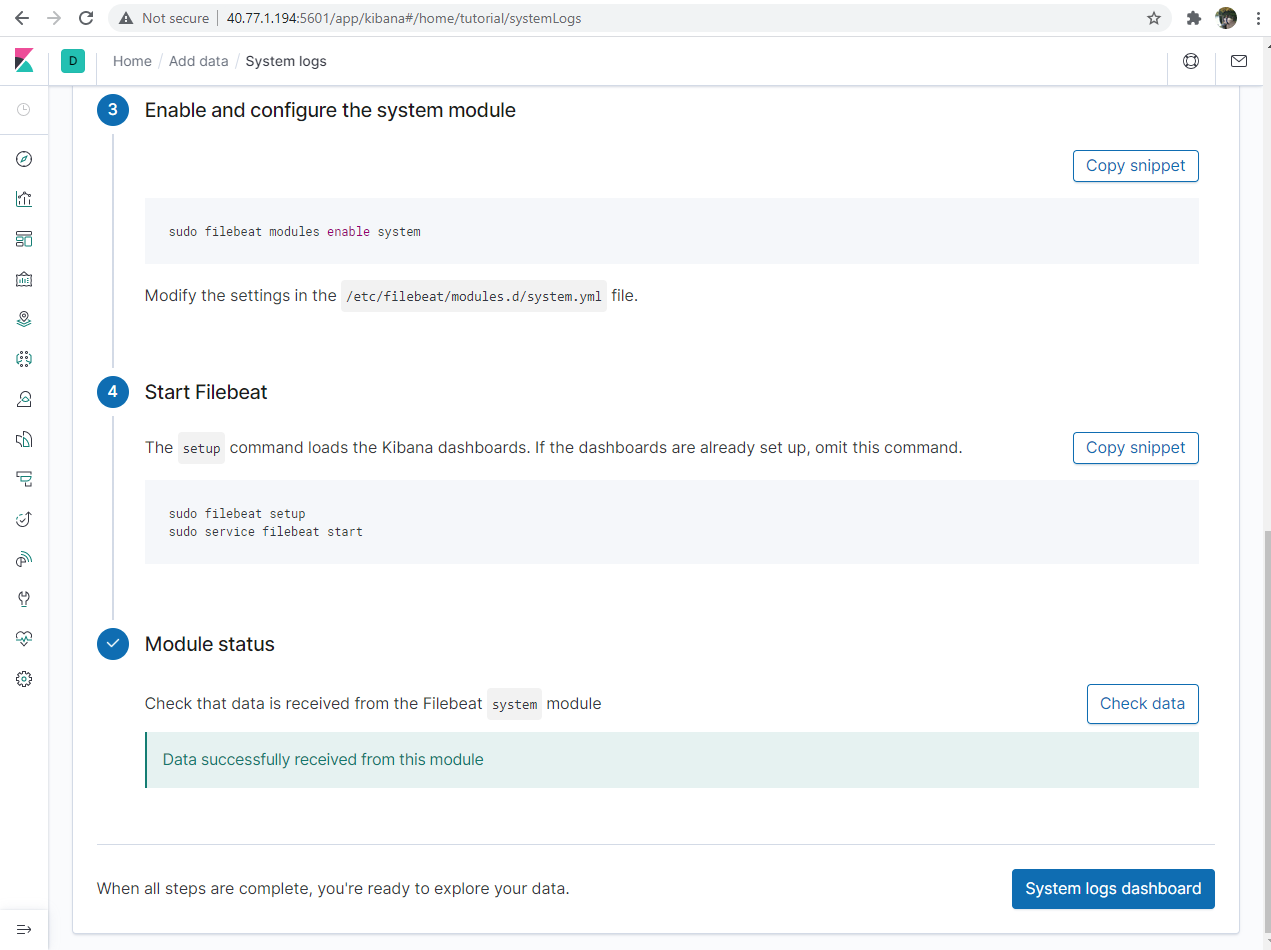 Not secure
40.77.1.194:5601/app/kibana#/home/tutorial/systemLogs
D
Home / Add data / System logs
3 Enable and configure the system module
Copy snippet
sudo filebeat modules enable system
Modify the settings in the /etc/filebeat/modules.d/system.yml file.
4 Start Filebeat
The setup command loads the Kibana dashboards. If the dashboards are already set up, omit this command.
Copy snippet
sudo filebeat setup
sudo service filebeat start
Module status
Check that data is received from the Filebeat system module
Check data
Data successfully received from this module
When all steps are complete, you're ready to explore your data.
System logs dashboard